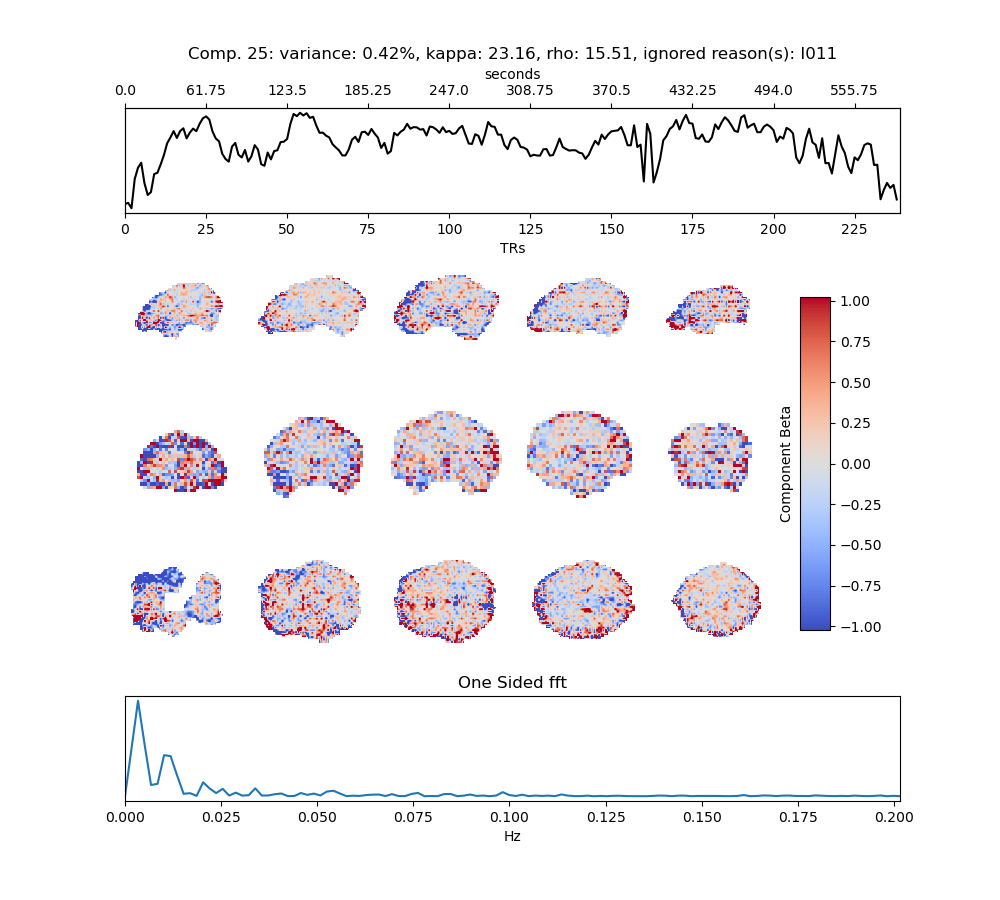 Comp. 25: variance: 0.42%, kappa: 23.16, rho: 15.51, ignored reason(s): I011
seconds
0.0 61.75 123.5 185.25 247.0 308.75 370.5 432.25 494.0 555.75
0 25 50 75 100 125 150 175 200 225
TRs
1.00
0.75
0.50
0.25
0.00
−0.25
−0.50
−0.75
−1.00
Component Beta
One Sided fft
0.000 0.025 0.050 0.075 0.100 0.125 0.150 0.175 0.200
Hz